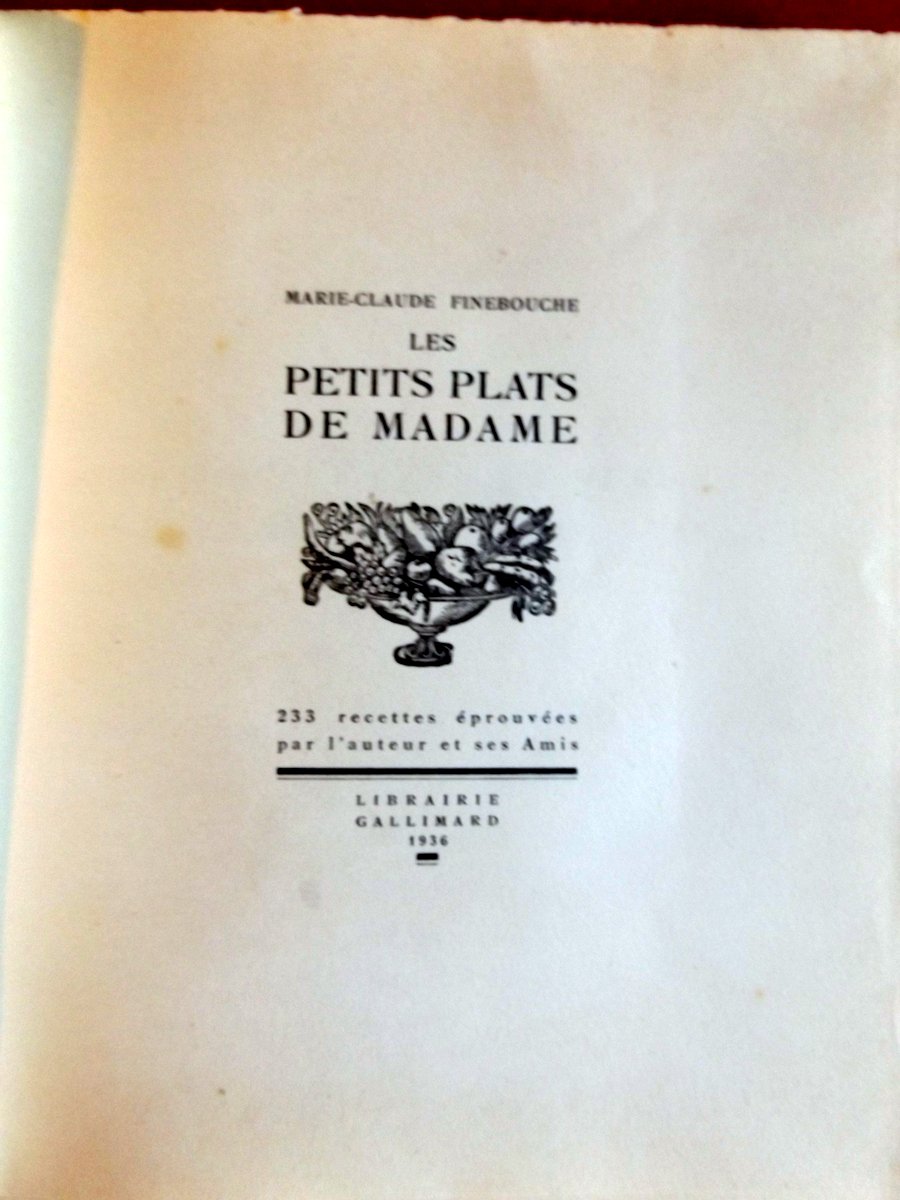 MARIE-CLAUDE FINEBOUCHE
LES
PETITS PLATS
DE MADAME
233 recettes éprouvées
par l'auteur et ses Amis
LIBRAIRIE
GALLIMARD
1936